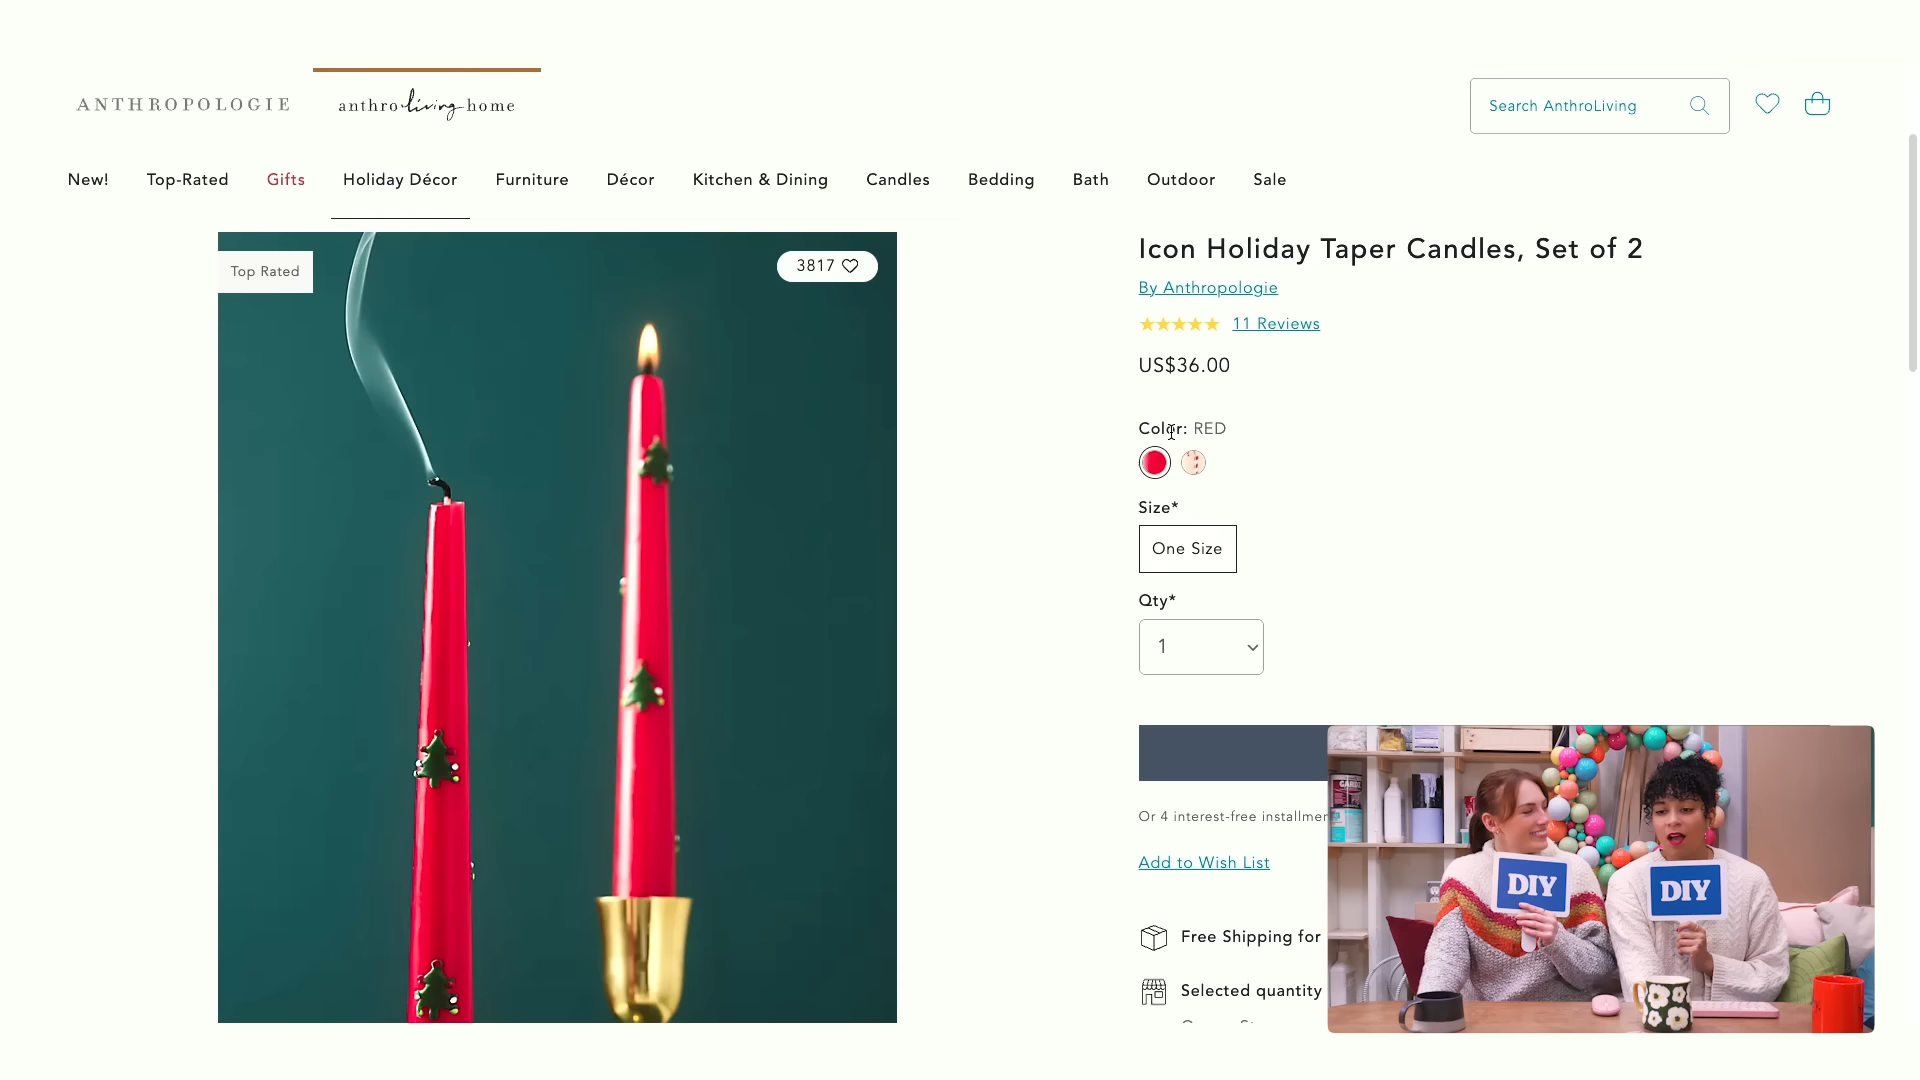 ANTHROPOLOGIE
anthroliving home
Search AnthroLiving
New! Top-Rated Gifts Holiday Décor Furniture Décor Kitchen & Dining Candles Bedding Bath Outdoor Sale
Top Rated
3817
Icon Holiday Taper Candles, Set of 2
By Anthropologie
11 Reviews
US$36.00
Color: RED
Size*
One Size
Qty*
1
Or 4 interest-free
Add to Wish List
Free Shipping for
Selected quantity
DIY
DIY